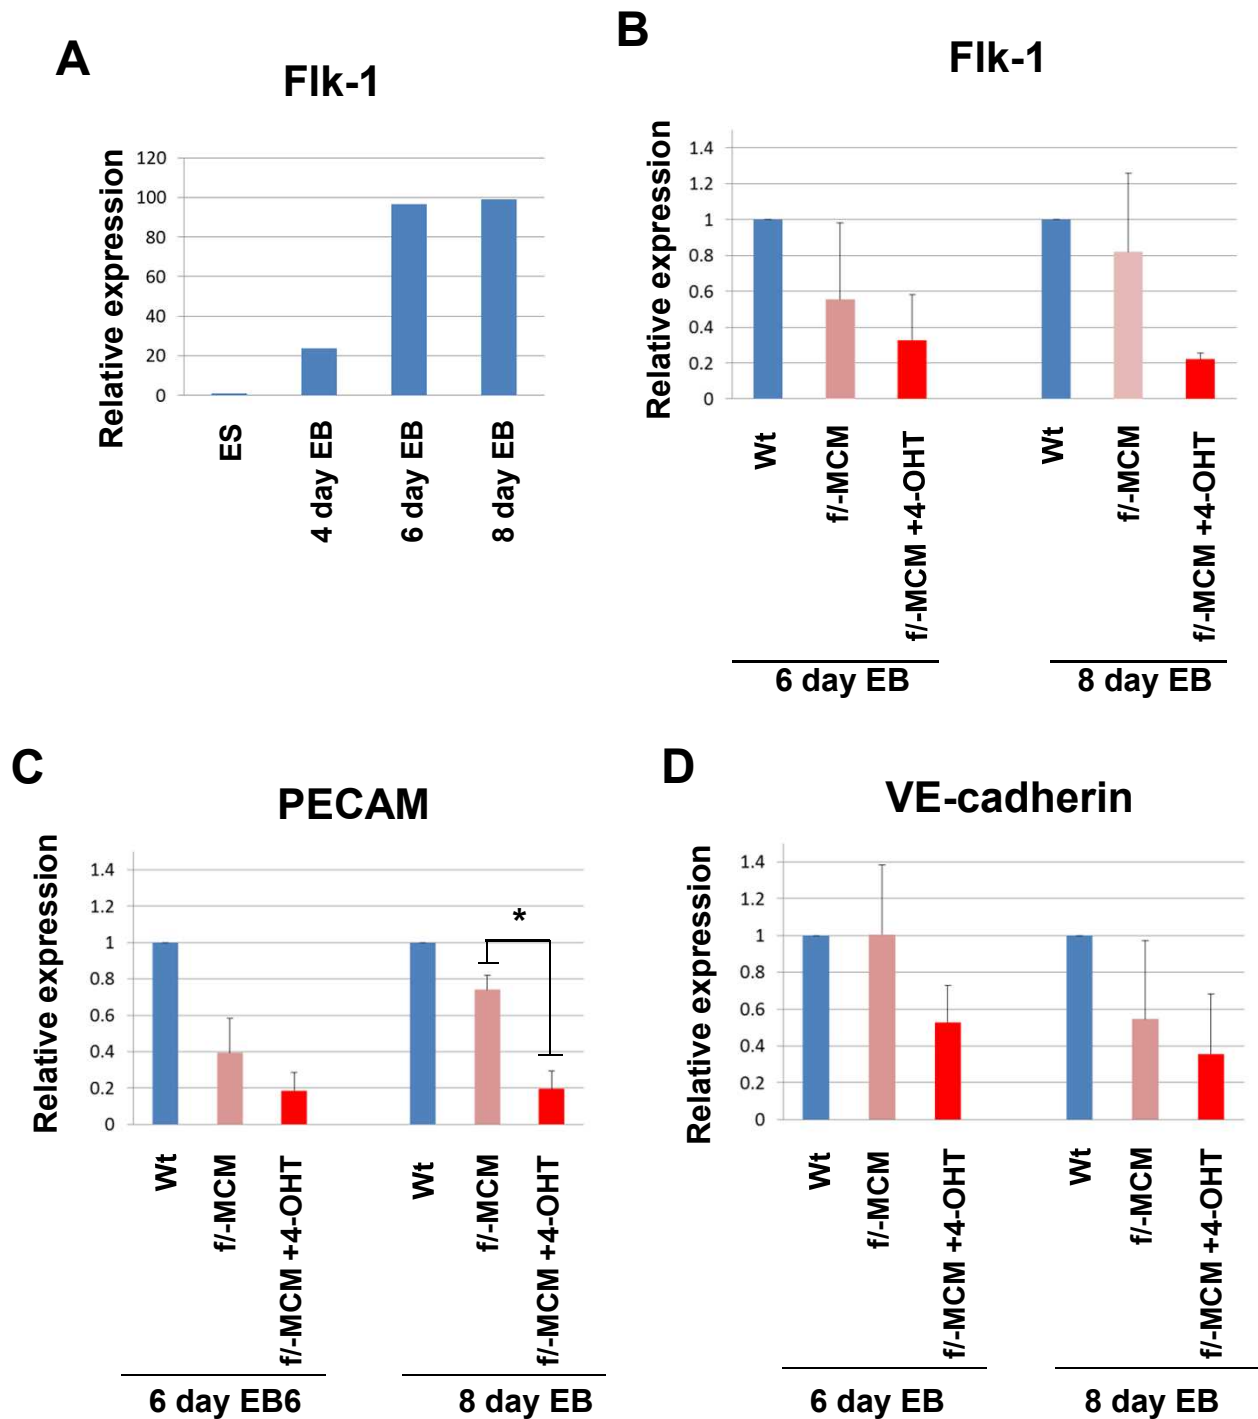 A
Flk-1
Relative expression
120
100
80
60
40
20
0
ES
4 day EB
6 day EB
8 day EB
B
Flk-1
Relative expression
1.4
1.2
1
0.8
0.6
0.4
0.2
0
Wt
f/-MCM
f/-MCM +4-OHT
Wt
f/-MCM
f/-MCM +4-OHT
6 day EB
8 day EB
C
PECAM
Relative expression
1.4
1.2
1
0.8
0.6
0.4
0.2
0
*
Wt
f/-MCM
f/-MCM +4-OHT
Wt
f/-MCM
f/-MCM +4-OHT
6 day EB6
8 day EB
D
VE-cadherin
Relative expression
1.4
1.2
1
0.8
0.6
0.4
0.2
0
Wt
f/-MCM
f/-MCM +4-OHT
Wt
f/-MCM
f/-MCM +4-OHT
6 day EB
8 day EB